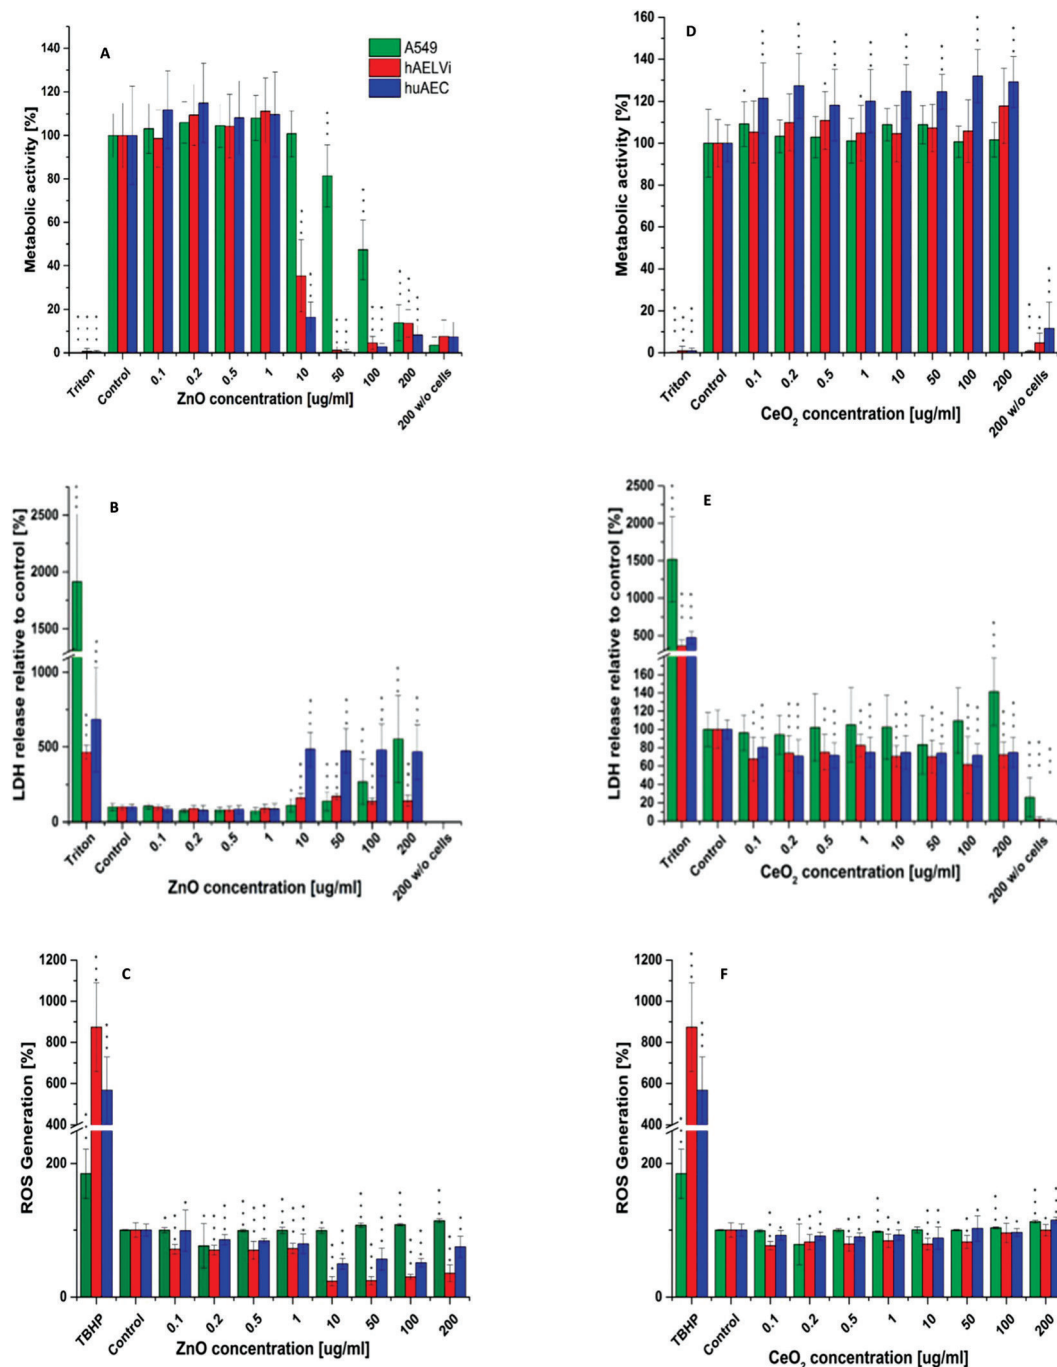 A
A549
hAELVi
huAEC
Metabolic activity [%]
140
120
100
80
60
40
20
0
Triton
Control
0.1
0.2
0.5
1
10
50
100
200
200 w/o cells
ZnO concentration [ug/ml]
D
Metabolic activity [%]
160
140
120
100
80
60
40
20
0
Triton
Control
0.1
0.2
0.5
1
10
50
100
200
200 w/o cells
CeO₂ concentration [ug/ml]
B
LDH release relative to control [%]
2500
2000
1500
1000
500
0
Triton
Control
0.1
0.2
0.5
1
10
50
100
200
200 w/o cells
ZnO concentration [ug/ml]
E
LDH release relative to control [%]
2500
2000
1500
1000
500
160
140
120
100
80
60
40
20
0
Triton
Control
0.1
0.2
0.5
1
10
50
100
200
200 w/o cells
CeO₂ concentration [ug/ml]
C
ROS Generation [%]
1200
1000
800
600
400
200
0
TBHP
Control
0.1
0.2
0.5
1
10
50
100
200
ZnO concentration [ug/ml]
F
ROS Generation [%]
1200
1000
800
600
400
200
0
TBHP
Control
0.1
0.2
0.5
1
10
50
100
200
CeO₂ concentration [ug/ml]